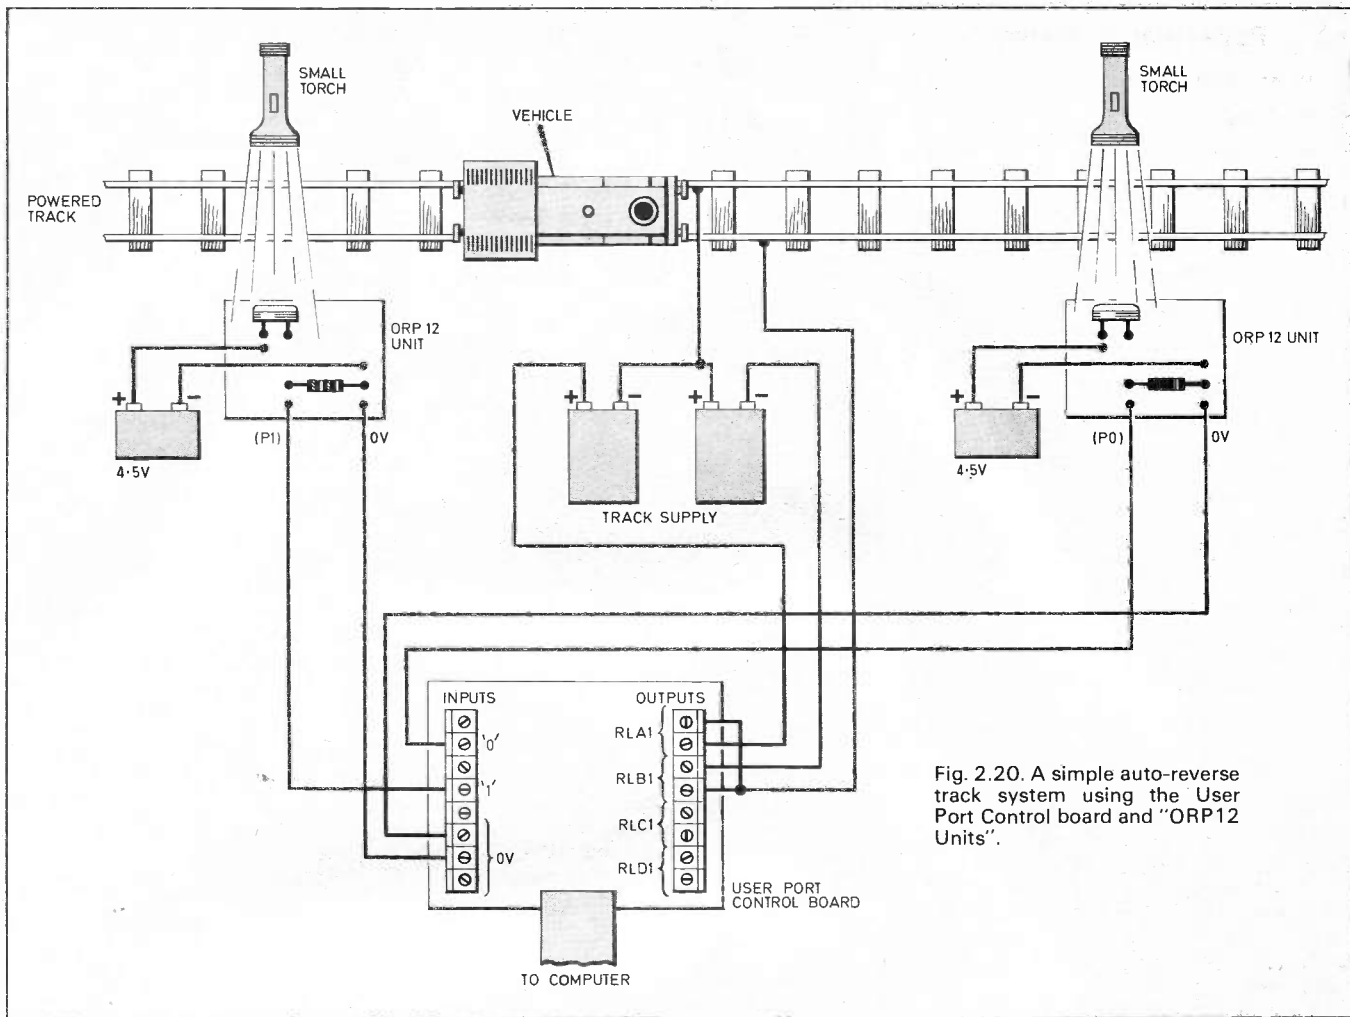 SMALL
TORCH
SMALL
TORCH
VEHICLE
POWERED
TRACK
ORP 12
UNIT
ORP 12 UNIT
+
−
+
−
+
−
+
−
(P1)
0V
(P0)
0V
4·5V
4·5V
TRACK SUPPLY
INPUTS
OUTPUTS
'0'
'1'
0V
RLA1
RLB1
RLC1
RLD1
USER PORT
CONTROL BOARD
TO COMPUTER
Fig. 2.20. A simple auto-reverse
track system using the User
Port Control board and "ORP12
Units".